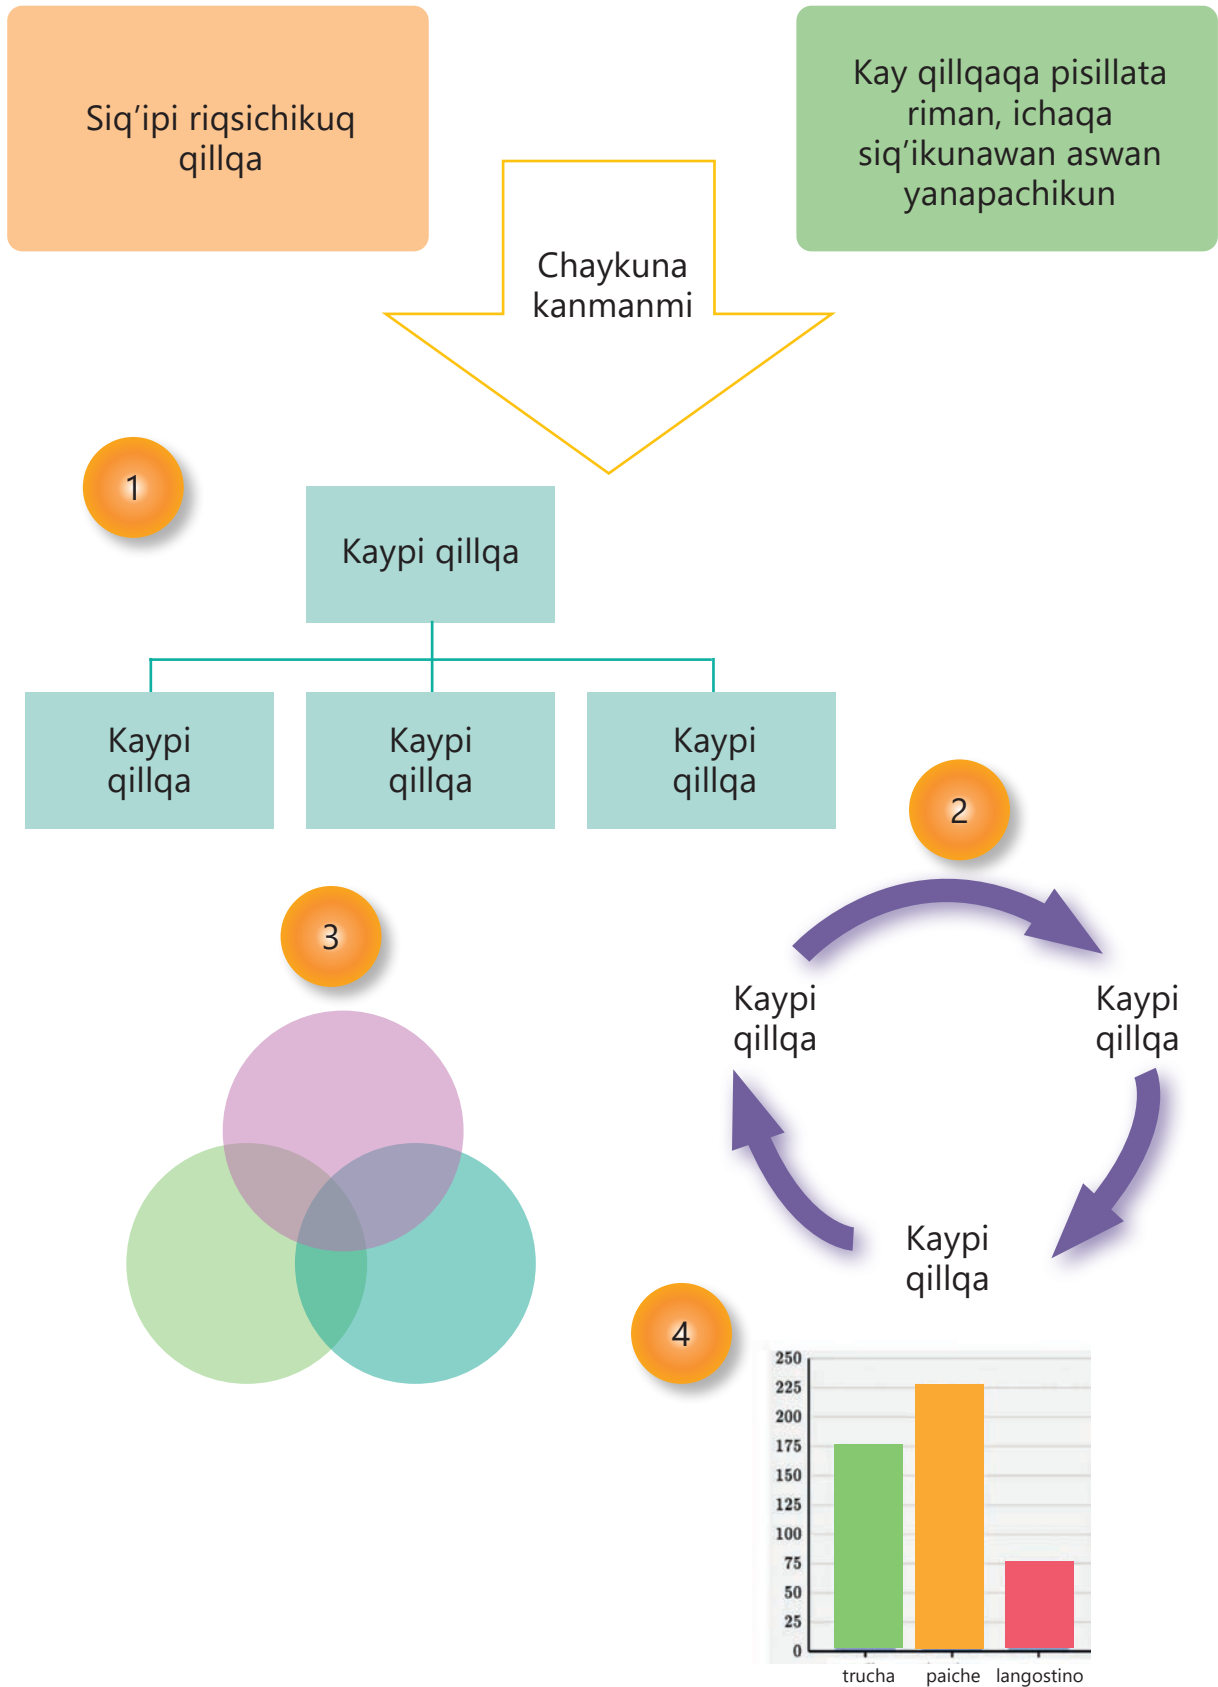 Siq'ipi riqsichikuq
qillqa
Kay qillqaqa pisillata
riman, ichaqa
siq'ikunawan aswan
yanapachikun
Chaykuna
kanmanmi
1
Kaypi qillqa
Kaypi
qillqa
Kaypi
qillqa
Kaypi
qillqa
2
Kaypi
qillqa
Kaypi
qillqa
Kaypi
qillqa
3
4
250
225
200
175
150
125
100
75
50
25
0
trucha
paiche
langostino